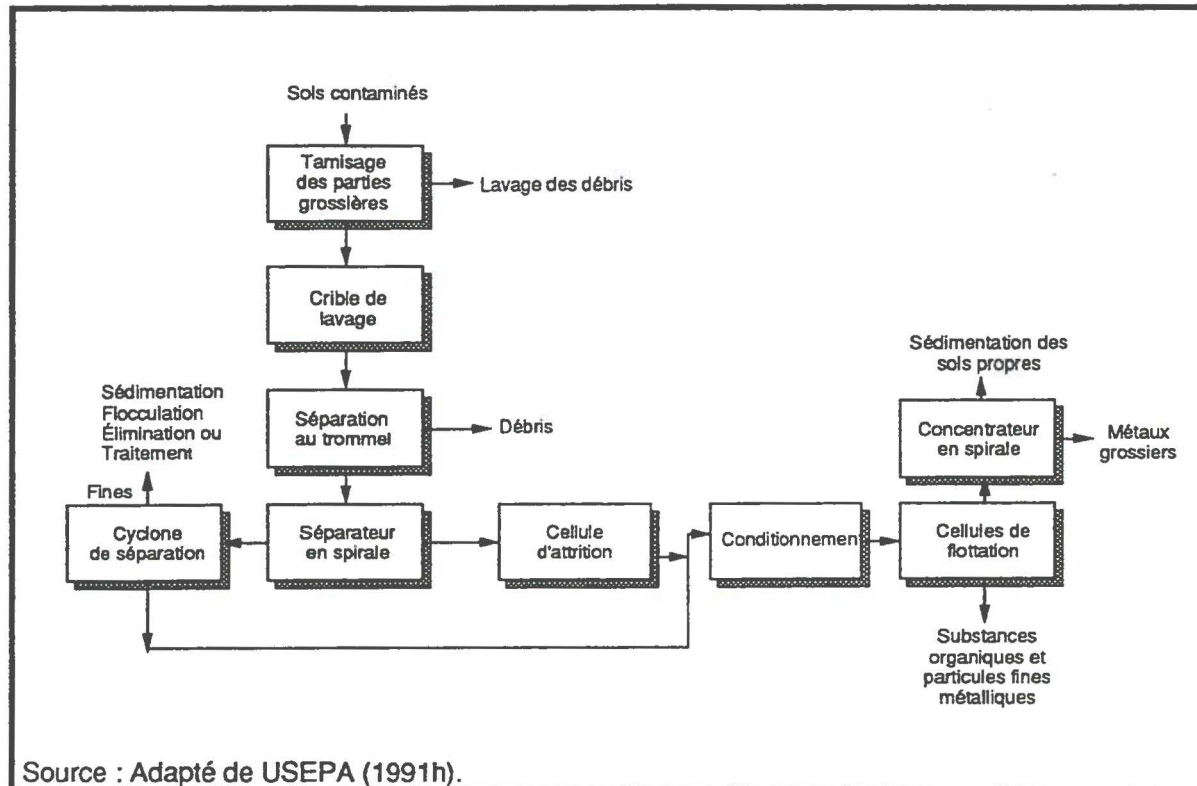 Sols contaminés
Tamisage
des parties
grossières
Lavage des débris
Crible de
lavage
Sédimentation des
sols propres
Sédimentation
Flocculation
Élimination ou
Traitement
Séparation
au trommel
Débris
Concentrateur
en spirale
Métaux
grossiers
Fines
Cyclone
de séparation
Séparateur
en spirale
Cellule
d'attrition
Conditionnemen
Cellules de
flottation
Substances
organiques et
particules fines
métalliques
Source : Adapté de USEPA (1991h).